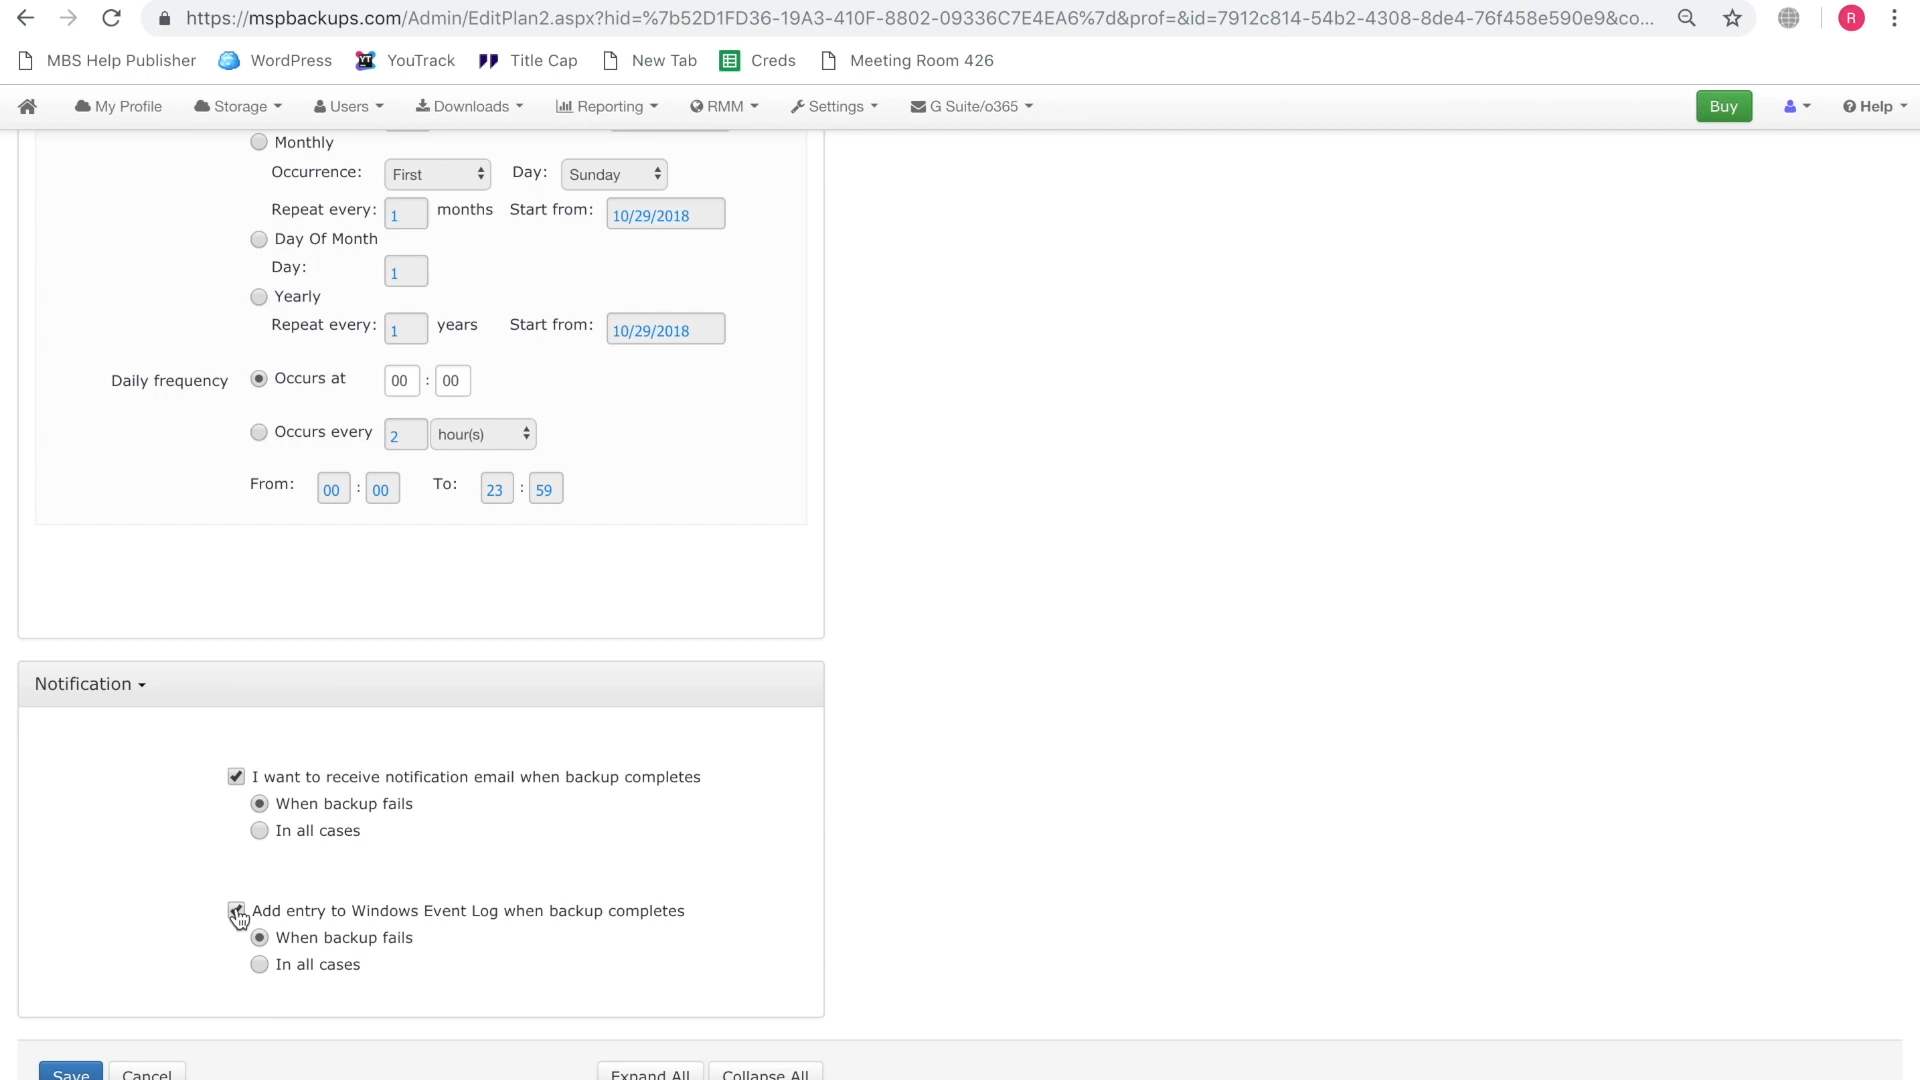 https://mspbackups.com/Admin/EditPlan2.aspx?hid=%7b52D1FD36-19A3-410F-8802-09336C7E4EA6%7d&prof=&id=7912c814-54b2-4308-8de4-76f458e590e9&co... R
MBS Help Publisher WordPress YouTrack Title Cap New Tab Creds Meeting Room 426
My Profile Storage Users Downloads Reporting RMM Settings G Suite/o365 Buy Help
Monthly
Occurrence: First Day: Sunday
Repeat every: 1 months Start from: 10/29/2018
Day Of Month
Day: 1
Yearly
Repeat every: 1 years Start from: 10/29/2018
Daily frequency Occurs at 00 : 00
Occurs every 2 hour(s)
From: 00 : 00 To: 23 : 59
Notification
I want to receive notification email when backup completes
When backup fails
In all cases
Add entry to Windows Event Log when backup completes
When backup fails
In all cases
Save Cancel Expand All Collapse All